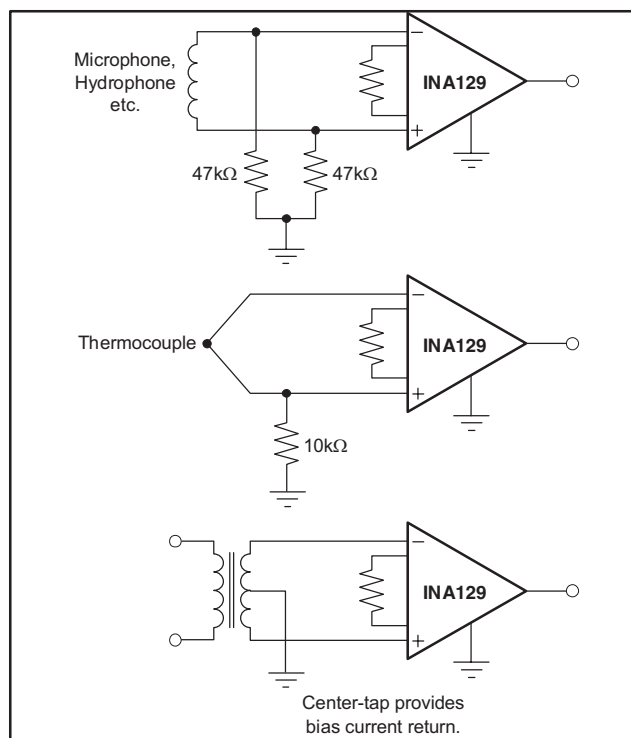 Microphone,
Hydrophone
etc.
−
INA129
+
47kΩ
47kΩ
−
Thermocouple
INA129
+
10kΩ
−
INA129
+
Center-tap provides
bias current return.